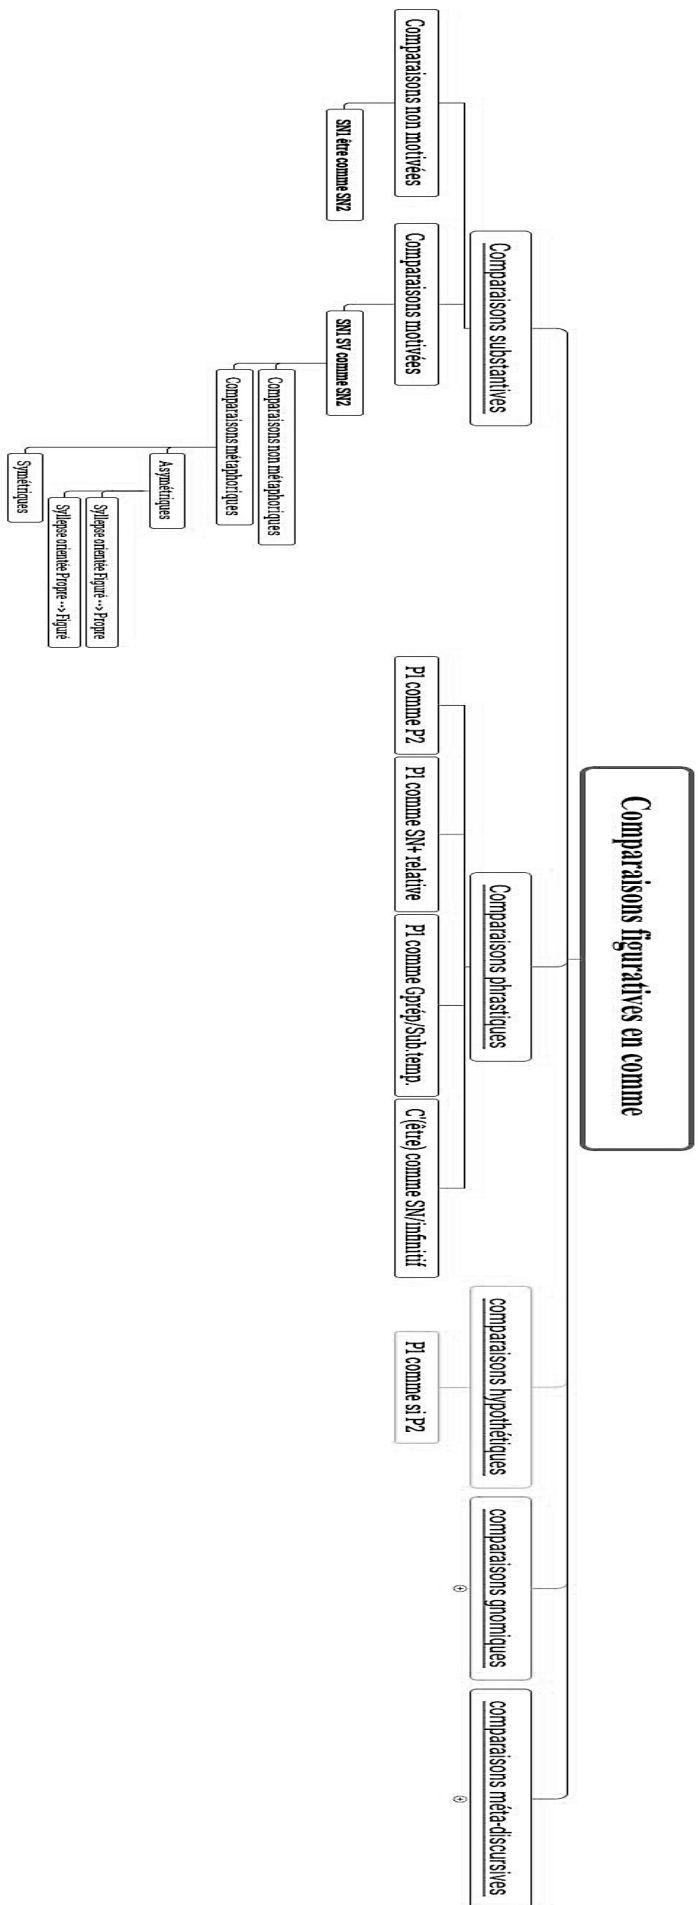 Comparaisons figuratives en comme
Comparaisons substantives
Comparaisons phrastiques
comparaisons hypothétiques
comparaisons gnomiques
comparaisons méta-discursives
Comparaisons non motivées
Comparaisons motivées
P1 comme P2
P1 comme SN+ relative
P1 comme Gprép/Sub.temp.
C'(être) comme SN/infinitif
P1 comme si P2
SN1 être comme SN2
SN1 SV comme SN2
Comparaisons non métaphoriques
Comparaisons métaphoriques
Asymétriques
Syllepse orientée Figuré --> Propre
Syllepse orientée Propre --> Figuré
Symétriques